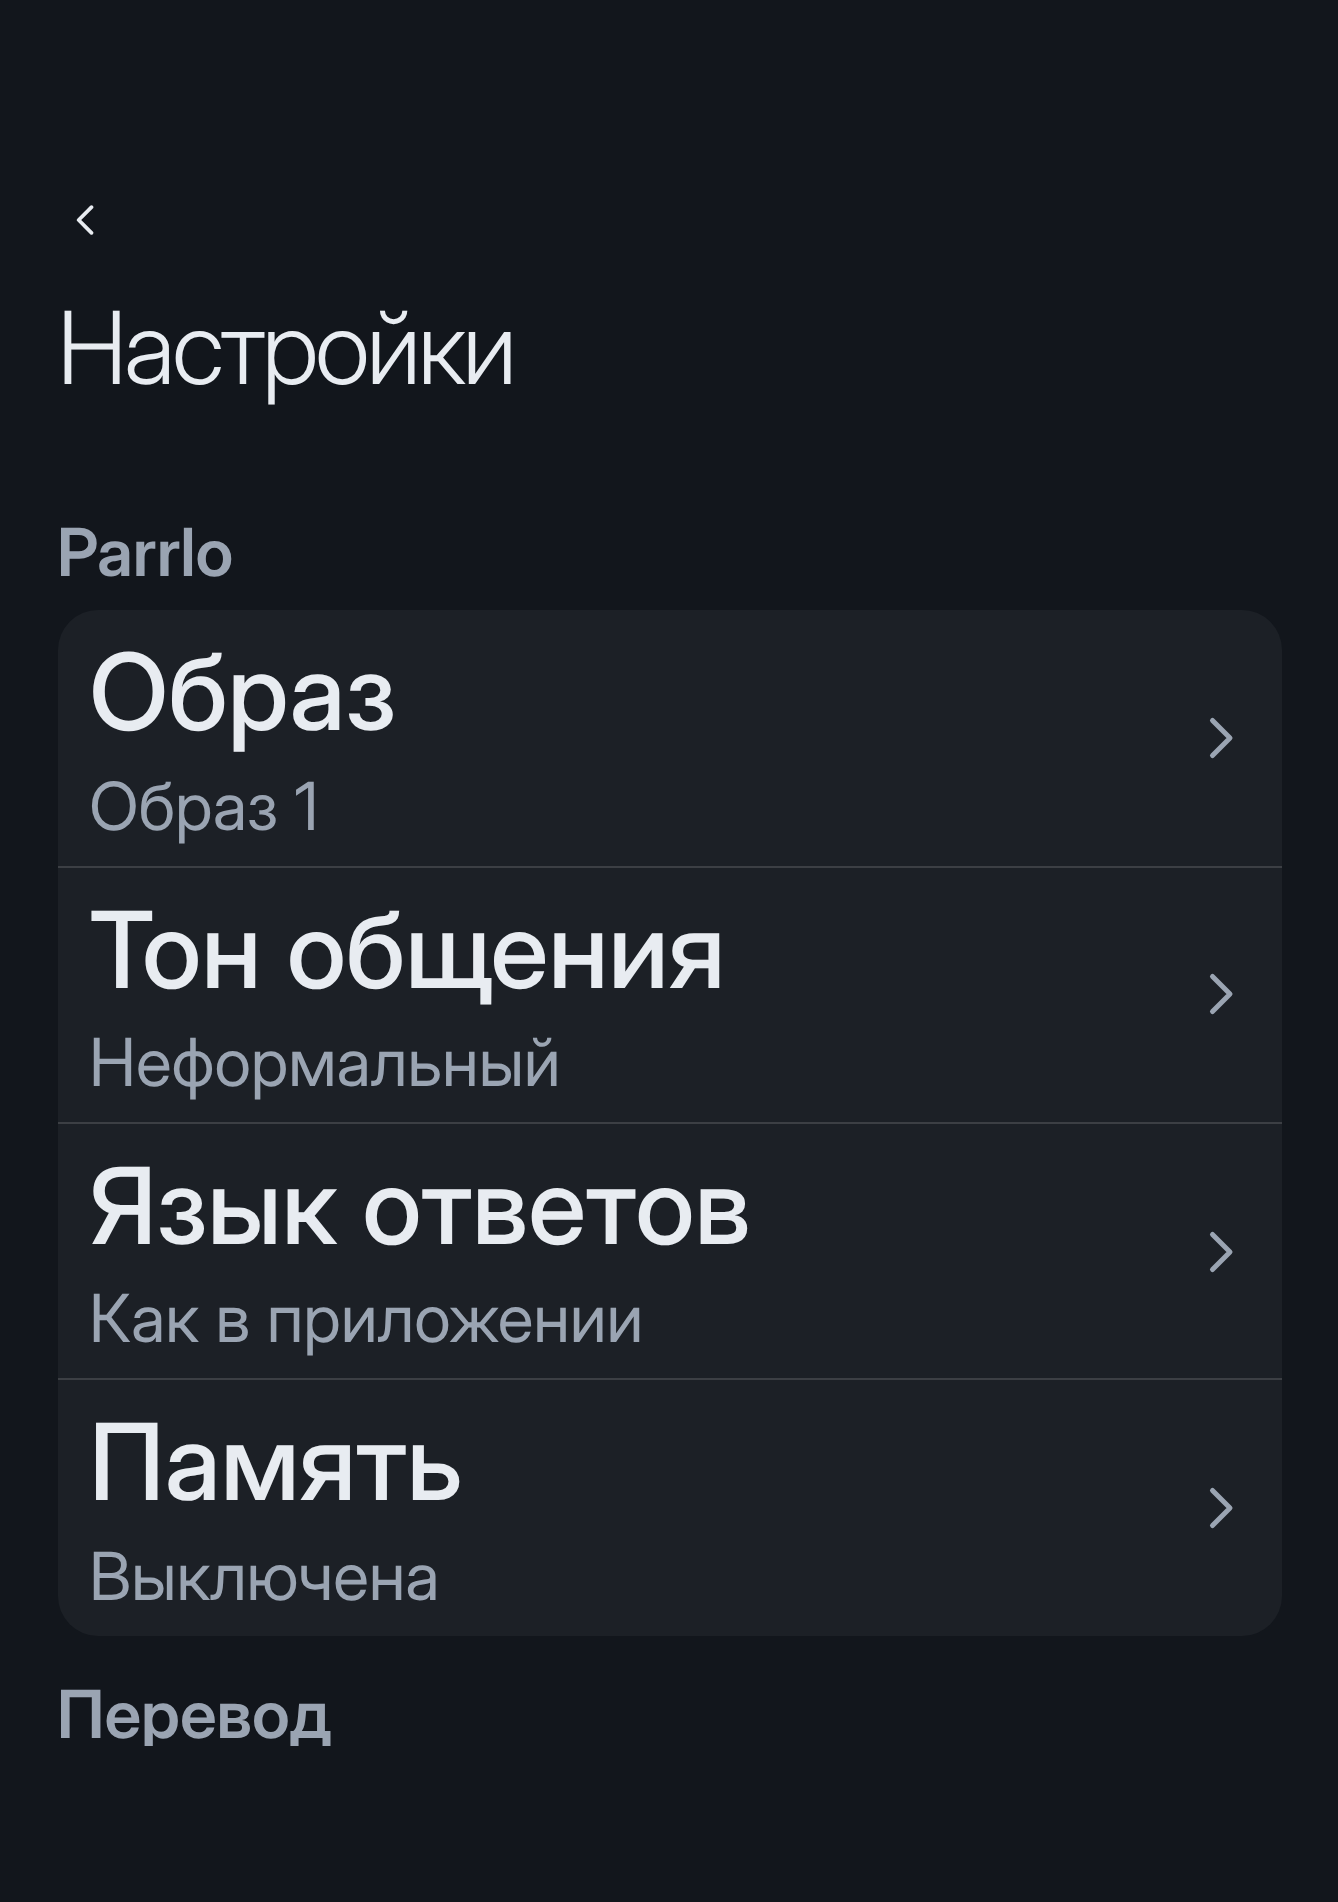 Настройки
Parrlo
Образ
Образ 1
Тон общения
Неформальный
Язык ответов
Как в приложении
Память
Выключена
Перевод